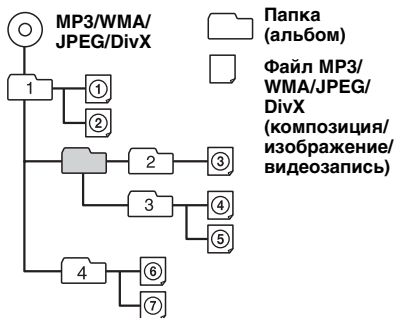 MP3/WMA/
JPEG/DivX
Папка
(альбом)
Файл MP3/
WMA/JPEG/
DivX
(композиция/
изображение/
видеозапись)
1
①
②
2
③
3
④
⑤
4
⑥
⑦